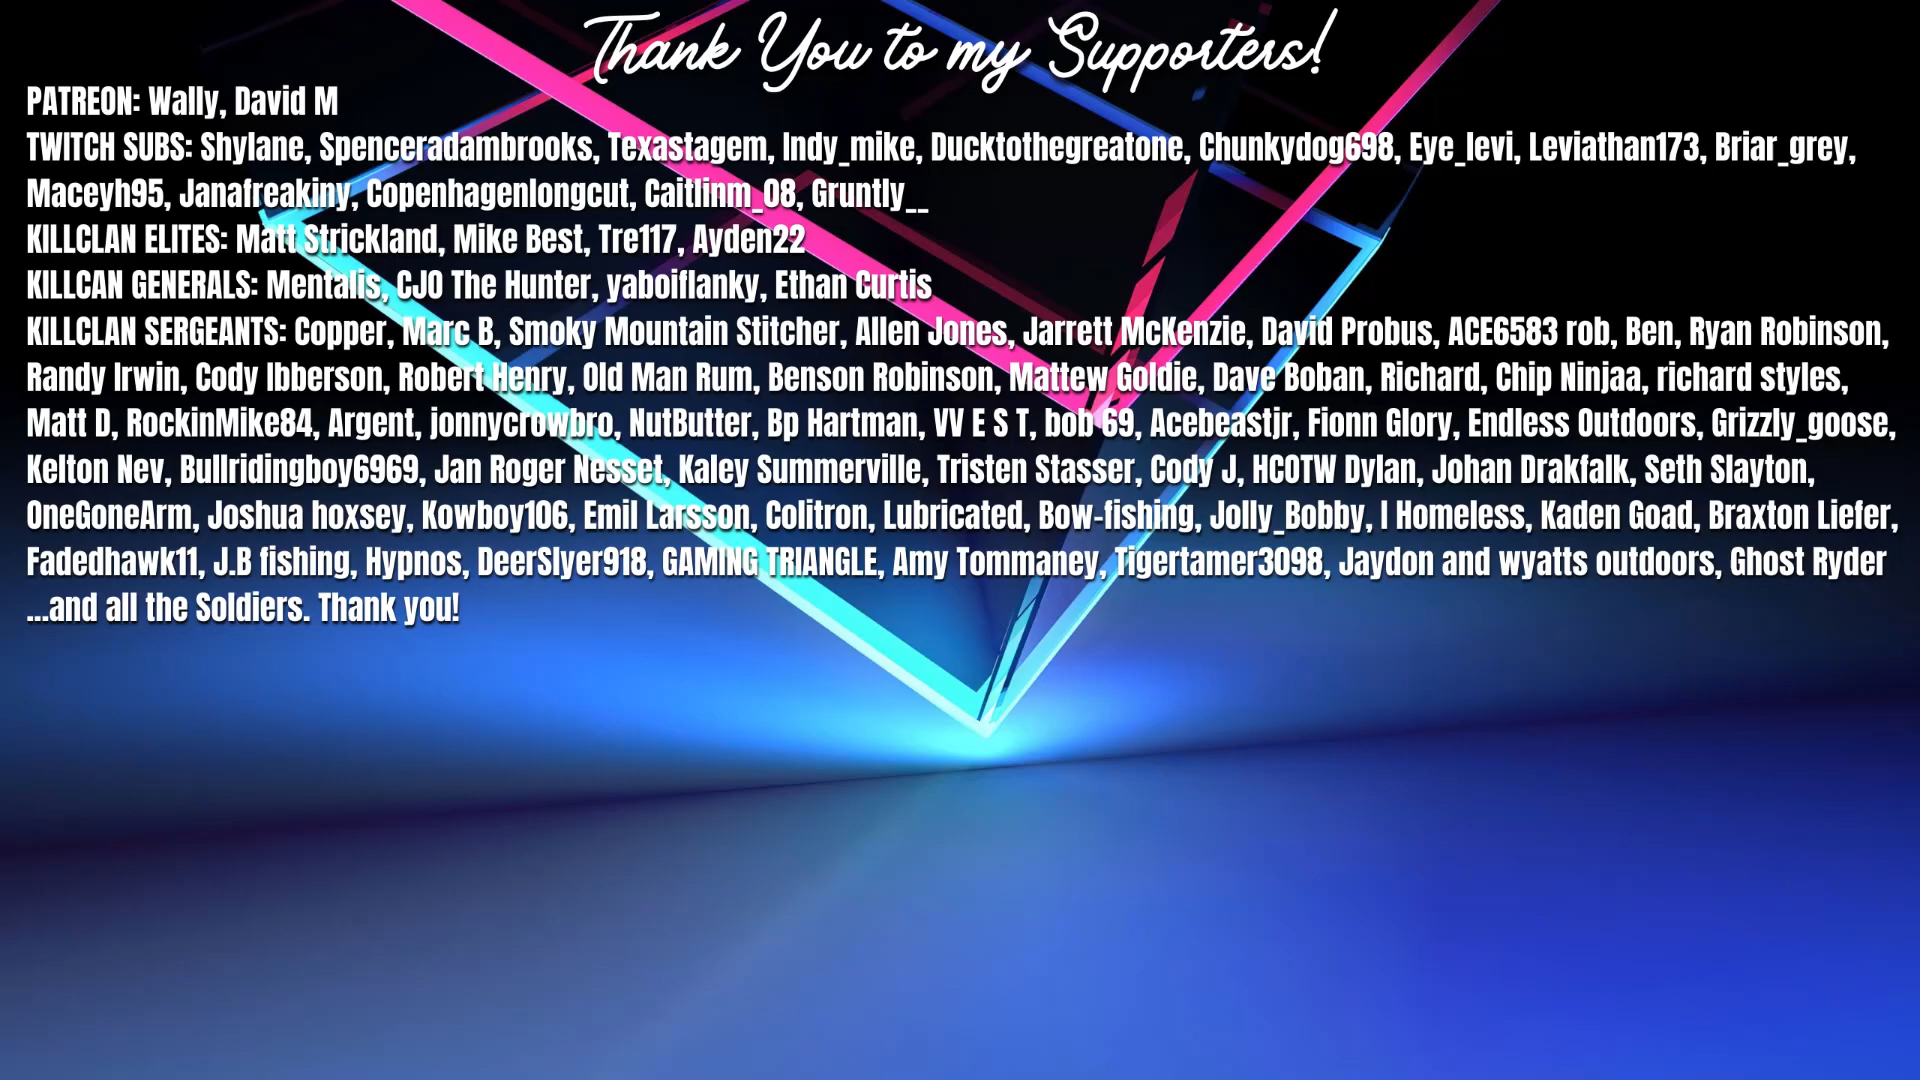 Thank You to my Supporters!
PATREON: Wally, David M
TWITCH SUBS: Shylane, Spenceradambrooks, Texastagem, Indy_mike, Ducktothegreatone, Chunkydog698, Eye_levi, Leviathan173, Briar_grey,
Maceyh95, Janafreakiny, Copenhagenlongcut, Caitlinm_08, Gruntly__
KILLCLAN ELITES: Matt Strickland, Mike Best, Tre117, Ayden22
KILLCAN GENERALS: Mentalis, CJO The Hunter, yaboiflanky, Ethan Curtis
KILLCLAN SERGEANTS: Copper, Marc B, Smoky Mountain Stitcher, Allen Jones, Jarrett McKenzie, David Probus, ACE6583 rob, Ben, Ryan Robinson,
Randy Irwin, Cody Ibberson, Robert Henry, Old Man Rum, Benson Robinson, Mattew Goldie, Dave Boban, Richard, Chip Ninjaa, richard styles,
Matt D, RockinMike84, Argent, jonnycrowbro, NutButter, Bp Hartman, VV E S T, bob 69, Acebeastjr, Fionn Glory, Endless Outdoors, Grizzly_goose,
Kelton Nev, Bullridingboy6969, Jan Roger Nesset, Kaley Summerville, Tristen Stasser, Cody J, HCOTW Dylan, Johan Drakfalk, Seth Slayton,
OneGoneArm, Joshua hoxsey, Kowboy106, Emil Larsson, Colitron, Lubricated, Bow-fishing, Jolly_Bobby, I Homeless, Kaden Goad, Braxton Liefer,
Fadedhawk11, J.B fishing, Hypnos, DeerSlyer918, GAMING TRIANGLE, Amy Tommaney, Tigertamer3098, Jaydon and wyatts outdoors, Ghost Ryder
...and all the Soldiers. Thank you!